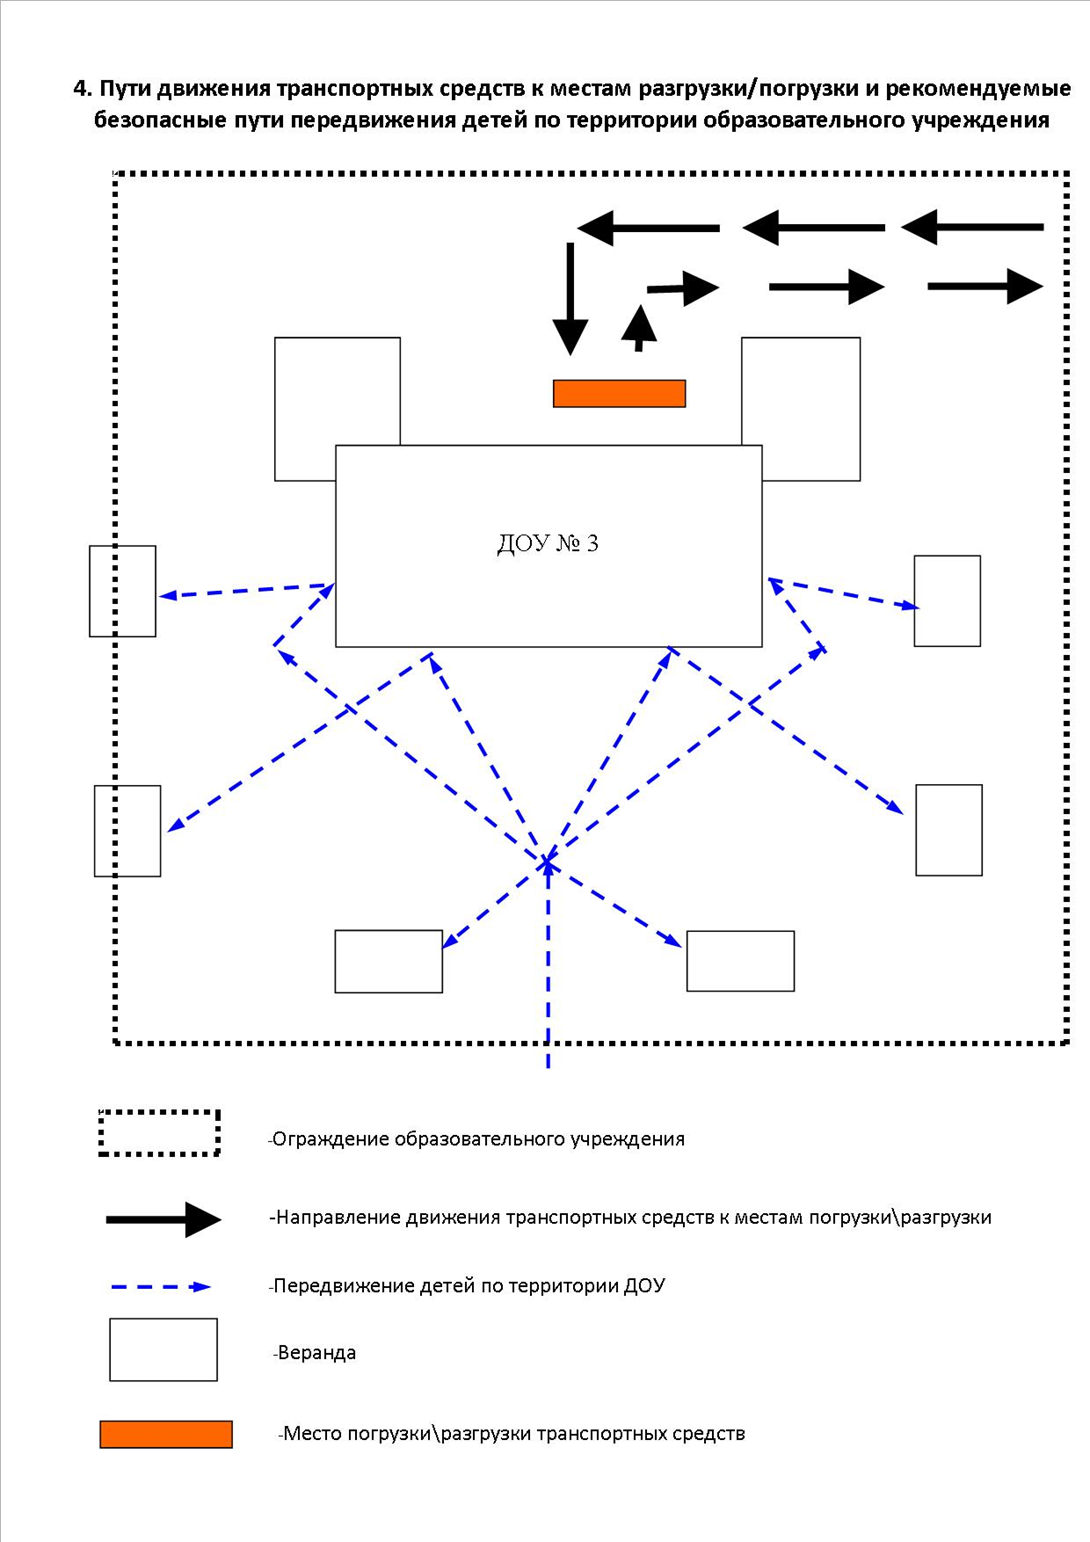 4. Пути движения транспортных средств к местам разгрузки/погрузки и рекомендуемые
безопасные пути передвижения детей по территории образовательного учреждения
ДОУ № 3
-Ограждение образовательного учреждения
-Направление движения транспортных средств к местам погрузки\разгрузки
-Передвижение детей по территории ДОУ
-Веранда
-Место погрузки\разгрузки транспортных средств